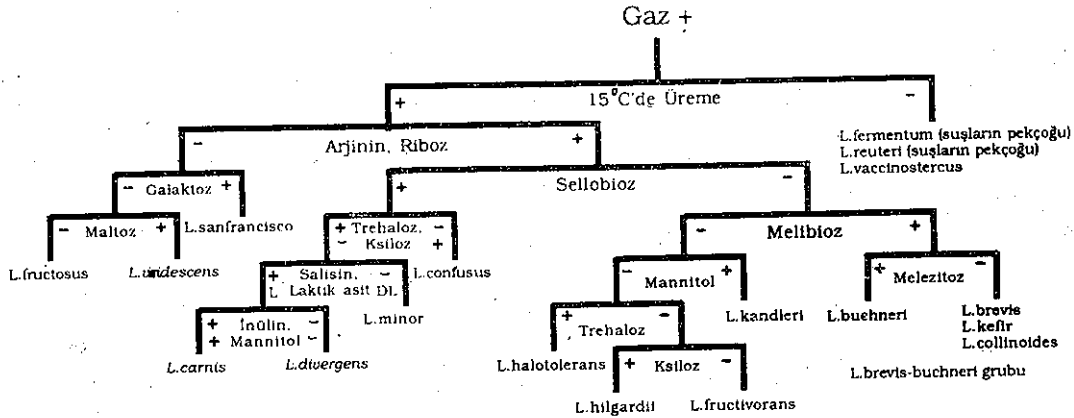 Gaz +
+ 15°C'de Üreme -
L.fermentum (suşların pekçoğu)
L.reuteri (suşların pekçoğu)
L.vaccinostercus
- Arjinin, Riboz +
- Galaktoz +
+ Sellobioz -
- Maltoz +
L.sanfrancisco
+ Trehaloz, -
- Ksiloz +
- Melibioz +
L.fructosus
L.viridescens
+ Salisin, -
L Laktik asit DL
L.confusus
- Mannitol +
+ Melezitoz -
+ İnülin, -
+ Mannitol -
L.minor
+ Trehaloz -
L.kandleri
L.buehneri
L.brevis
L.kefir
L.collinoides
L.carnis
L.divergens
L.halotolerans
+ Ksiloz -
L.brevis-buchneri grubu
L.hilgardii
L.fructivorans